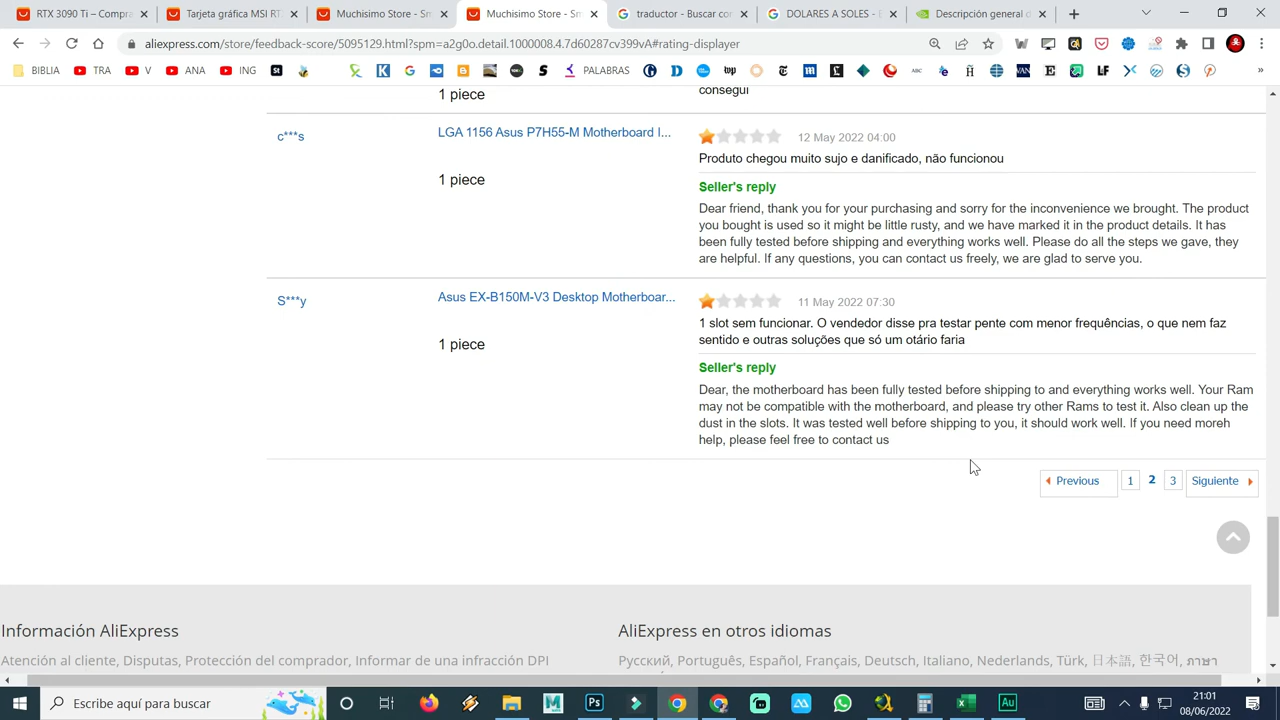 RTX 3090 Ti – Compra
Tarjeta gráfica MSI RT
Muchisimo Store - Sm
Muchisimo Store - Sm
traductor - Buscar con
DOLARES A SOLES - B
Descripción general d
aliexpress.com/store/feedback-score/5095129.html?spm=a2g0o.detail.1000108.4.7d60287cv399vA#rating-displayer
BIBLIA TRA V ANA ING St PALABRAS
1 piece
consegui
c***s
LGA 1156 Asus P7H55-M Motherboard I...
12 May 2022 04:00
Produto chegou muito sujo e danificado, não funcionou
1 piece
Seller's reply
Dear friend, thank you for your purchasing and sorry for the inconvenience we brought. The product
you bought is used so it might be little rusty, and we have marked it in the product details. It has
been fully tested before shipping and everything works well. Please do all the steps we gave, they
are helpful. If any questions, you can contact us freely, we are glad to serve you.
S***y
Asus EX-B150M-V3 Desktop Motherboar...
11 May 2022 07:30
1 slot sem funcionar. O vendedor disse pra testar pente com menor frequências, o que nem faz
sentido e outras soluções que só um otário faria
1 piece
Seller's reply
Dear, the motherboard has been fully tested before shipping to and everything works well. Your Ram
may not be compatible with the motherboard, and please try other Rams to test it. Also clean up the
dust in the slots. It was tested well before shipping to you, it should work well. If you need moreh
help, please feel free to contact us
Previous 1 2 3 Siguiente
Información AliExpress
AliExpress en otros idiomas
Atención al cliente, Disputas, Protección del comprador, Informar de una infracción DPI
Русский, Português, Español, Français, Deutsch, Italiano, Nederlands, Türk, 日本語, 한국어, ภาษา
Escribe aquí para buscar
Ps
Au
21:01
08/06/2022